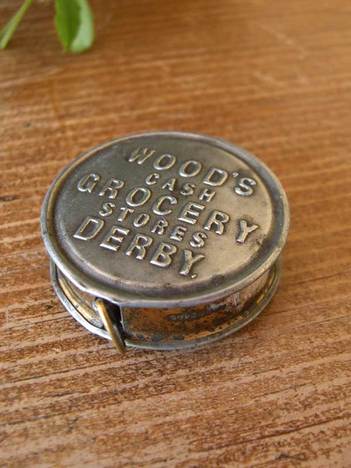 WOOD'S
CASH
GROCERY
STORES
DERBY.